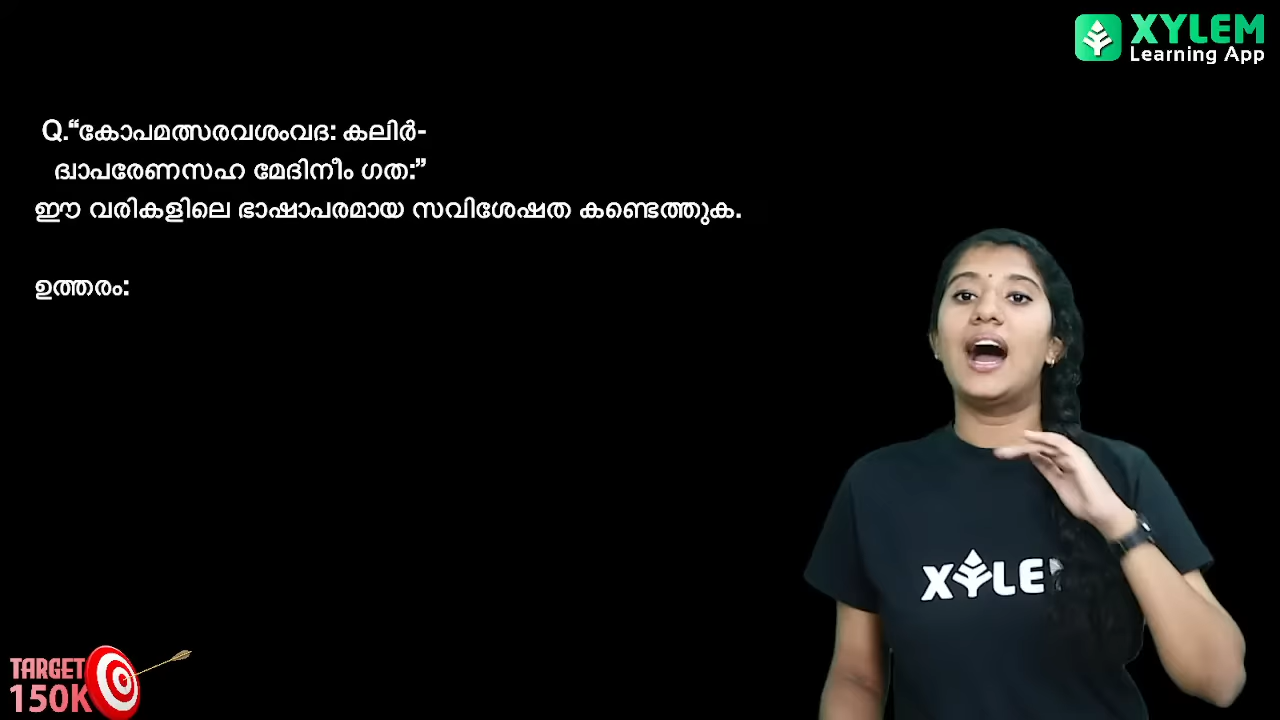 XYLEM
Learning App
Q.“കോപമത്സരവശംവദ: കലിർ-
ദ്വാപരേണസഹ മേദിനീം ഗത:”
ഈ വരികളിലെ ഭാഷാപരമായ സവിശേഷത കണ്ടെത്തുക.
ഉത്തരം:
XYLE
TARGET
150K